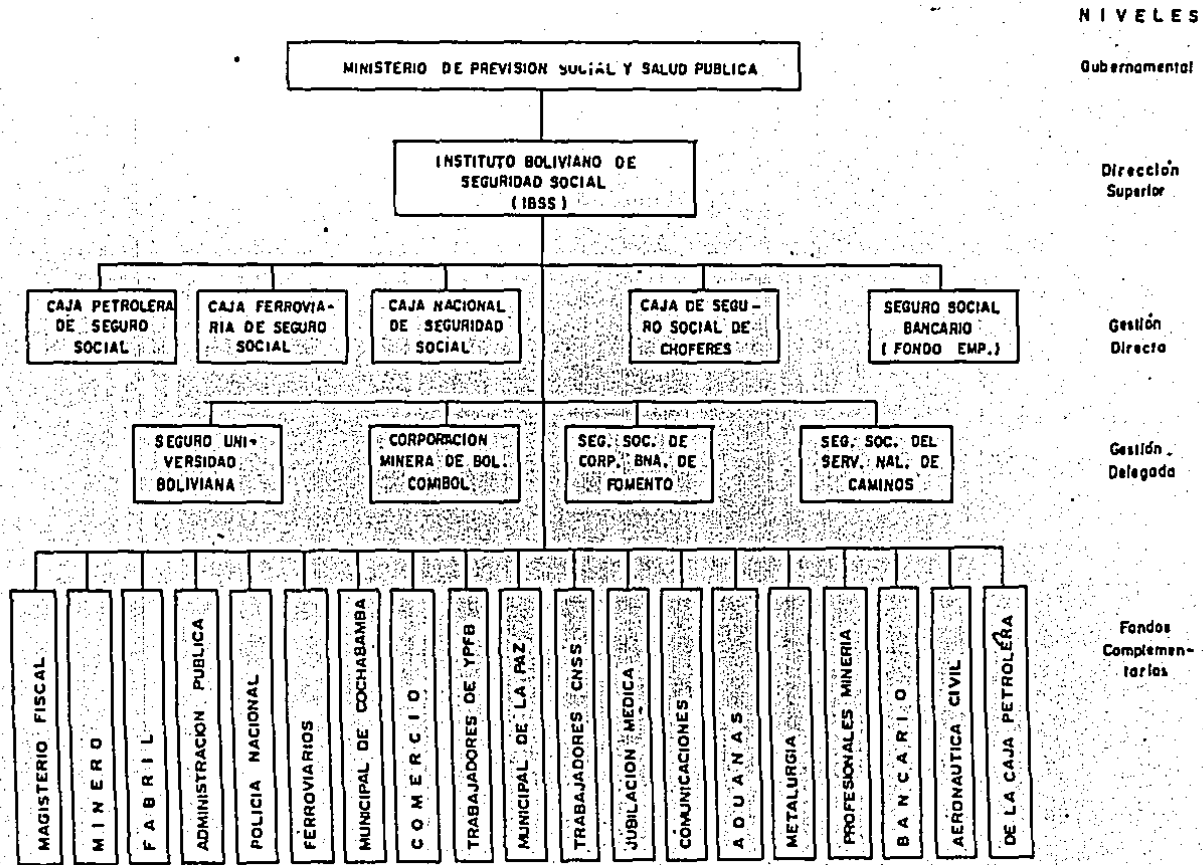 NIVELES
MINISTERIO DE PREVISION SOCIAL Y SALUD PUBLICA
Gubernamental
INSTITUTO BOLIVIANO DE
SEGURIDAD SOCIAL
(IBSS)
Dirección
Superior
CAJA PETROLERA
DE SEGURO
SOCIAL
CAJA FERROVIA-
RIA DE SEGURO
SOCIAL
CAJA NACIONAL
DE SEGURIDAD
SOCIAL
CAJA DE SEGU-
RO SOCIAL DE
CHOFERES
SEGURO SOCIAL
BANCARIO
(FONDO EMP.)
Gestión
Directa
SEGURO UNI-
VERSIDAD
BOLIVIANA
CORPORACION
MINERA DE BOL.
COMIBOL
SEG. SOC. DE
CORP. BNA. DE
FOMENTO
SEG. SOC. DEL
SERV. NAL. DE
CAMINOS
Gestión
Delegada
MAGISTERIO FISCAL
MINERO
FABRIL
ADMINISTRACION PUBLICA
POLICIA NACIONAL
FERROVIARIOS
MUNICIPAL DE COCHABAMBA
COMERCIO
TRABAJADORES DE YPFB
MUNICIPAL DE LA PAZ
TRABAJADORES CNSS
JUBILACION MEDICA
COMUNICACIONES
ADUANAS
METALURGIA
PROFESIONALES MINERIA
BANCARIO
AERONAUTICA CIVIL
DE LA CAJA PETROLERA
Fondos
Complemen-
tarios